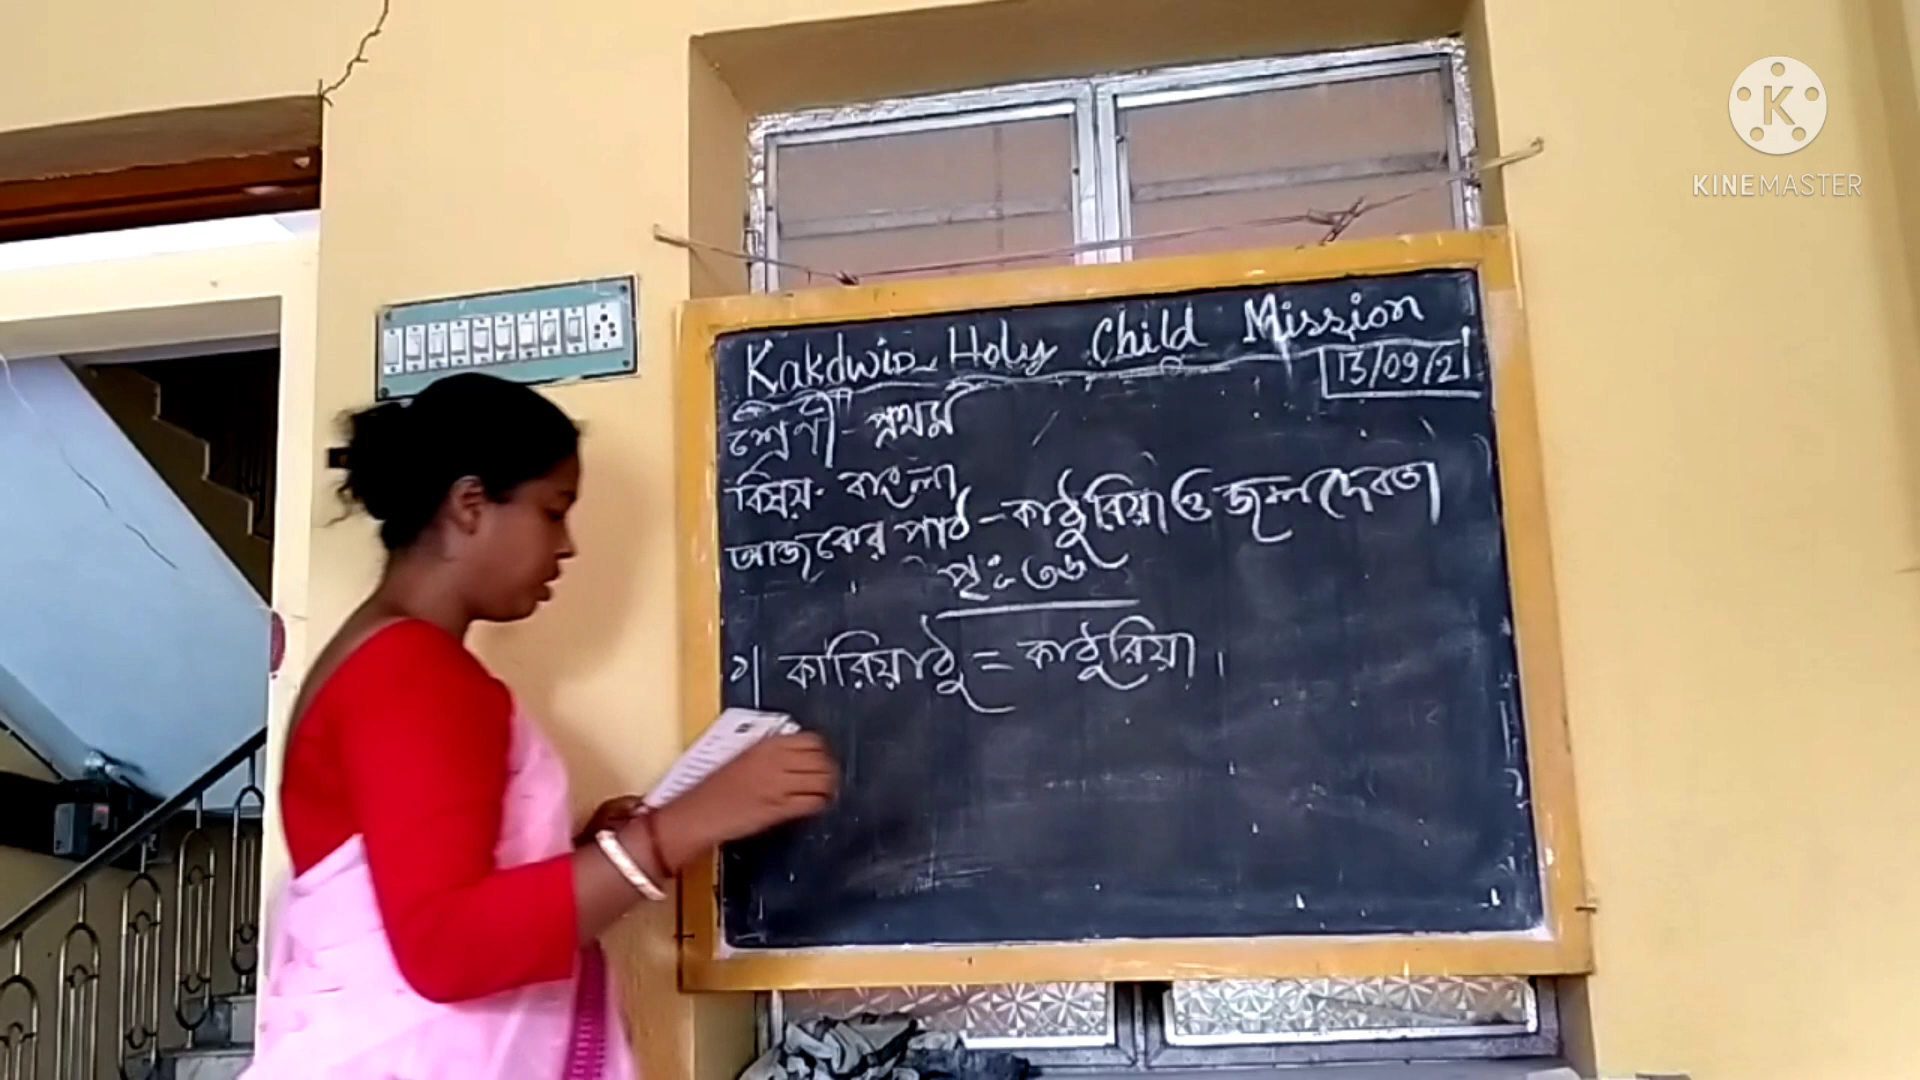 Kakdwip Holy Child Mission
13/09/21
শ্রেণী - প্রথম
বিষয় - বাংলা
আজকের পাঠ - কাঠুরিয়া ও জলদেবতা
পৃঃ ৩৬
১| কারিয়াঠু = কাঠুরিয়া।
KINEMASTER